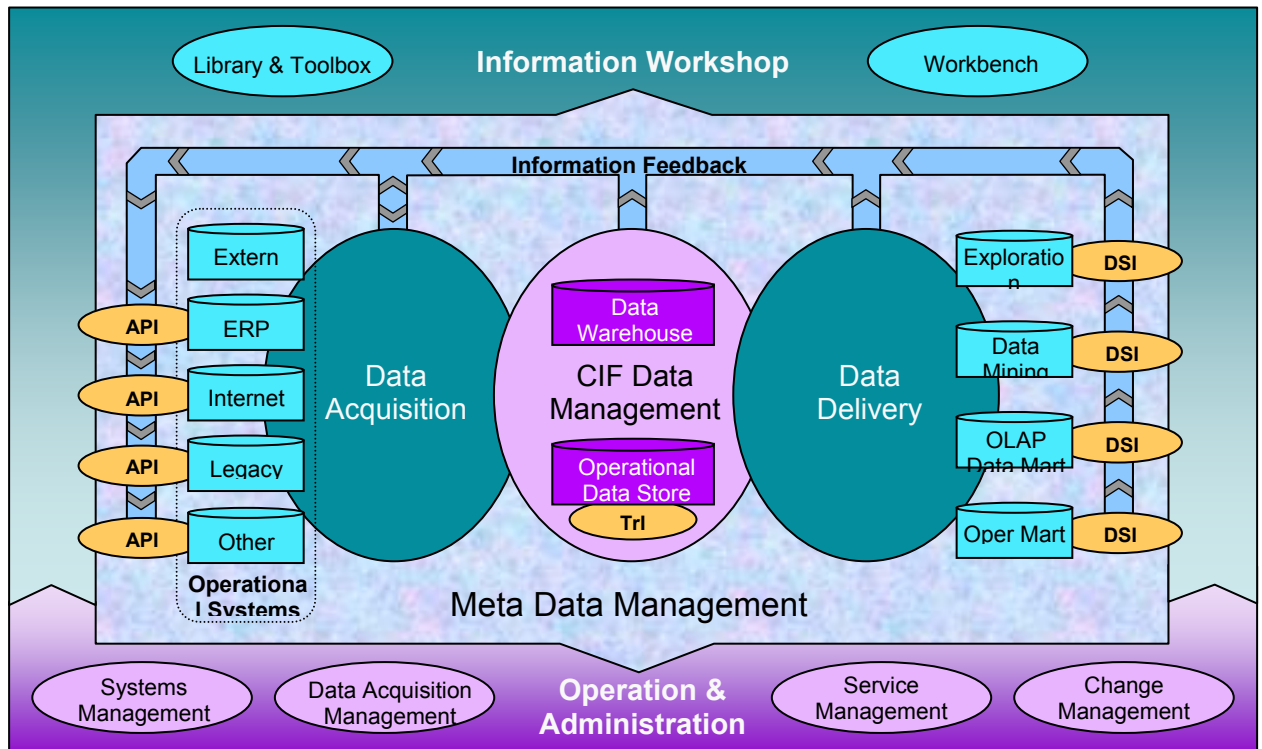 Library & Toolbox
Information Workshop
Workbench
Information Feedback
Extern
ERP
Internet
Legacy
Other
Operationa
l Systems
API
API
API
API
Data
Acquisition
Data
Warehouse
CIF Data
Management
Operational
Data Store
TrI
Data
Delivery
Exploratio
n
Data
Mining
OLAP
Data Mart
Oper Mart
DSI
DSI
DSI
DSI
Meta Data Management
Systems
Management
Data Acquisition
Management
Operation &
Administration
Service
Management
Change
Management